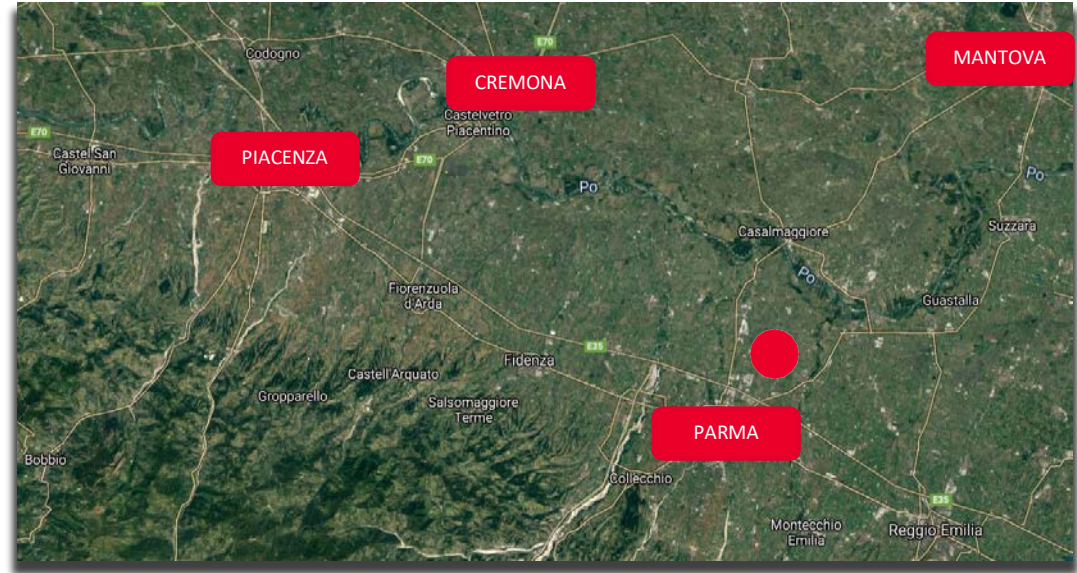 MANTOVA
E70
Codogno
CREMONA
Castelvetro
Piacentino
E70
Castel San
Giovanni
PIACENZA
E70
Po
Po
Casalmaggiore
Suzzara
Po
Fiorenzuola
d'Arda
Guastalla
E35
Fidenza
Castell'Arquato
Gropparello
Salsomaggiore
Terme
PARMA
Bobbio
Collecchio
E35
Montecchio
Emilia
Reggio Emilia